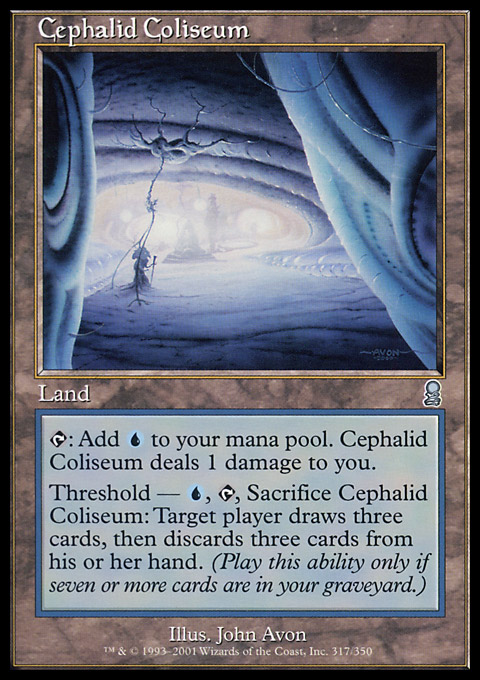 Cephalid Coliseum
AVON
Land
: Add to your mana pool. Cephalid
Coliseum deals 1 damage to you.
Threshold — , , Sacrifice Cephalid
Coliseum: Target player draws three
cards, then discards three cards from
his or her hand. (Play this ability only if
seven or more cards are in your graveyard.)
Illus. John Avon
™ & © 1993–2001 Wizards of the Coast, Inc. 317/350